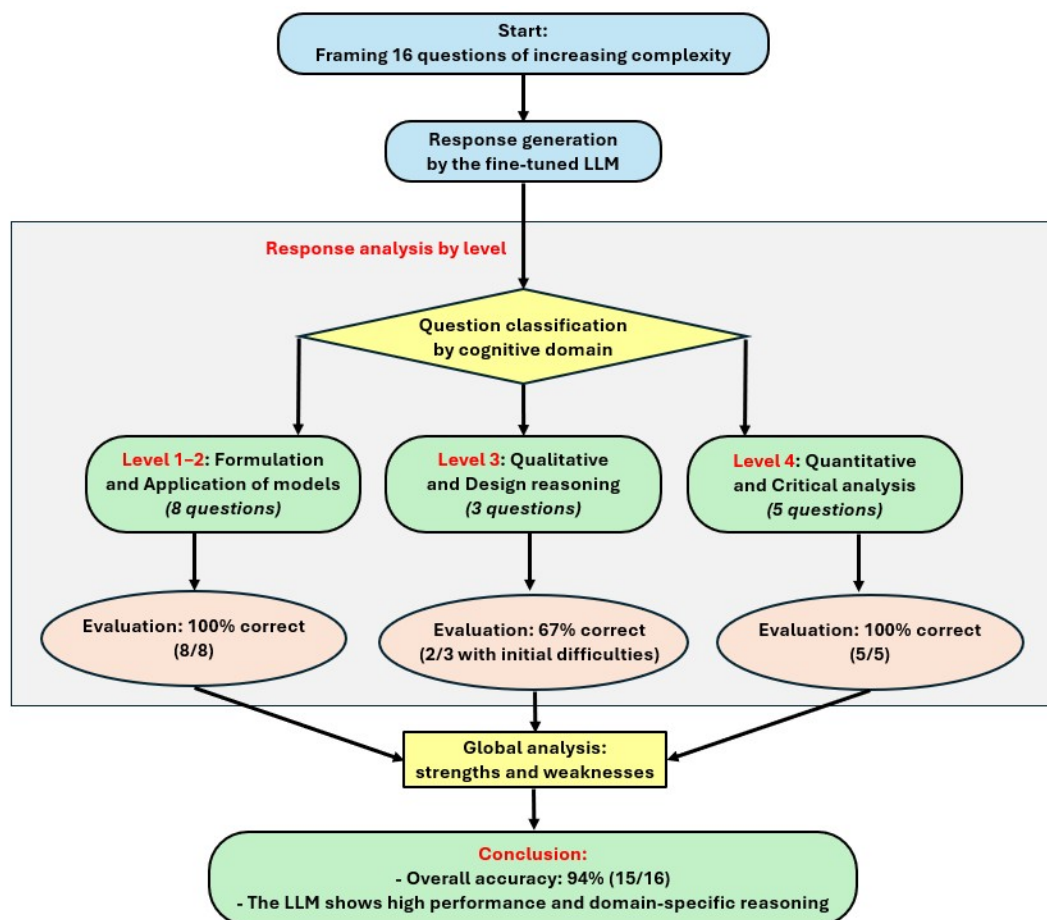 Start:
Framing 16 questions of increasing complexity
Response generation
by the fine-tuned LLM
Response analysis by level
Question classification
by cognitive domain
Level 1–2: Formulation
and Application of models
(8 questions)
Level 3: Qualitative
and Design reasoning
(3 questions)
Level 4: Quantitative
and Critical analysis
(5 questions)
Evaluation: 100% correct
(8/8)
Evaluation: 67% correct
(2/3 with initial difficulties)
Evaluation: 100% correct
(5/5)
Global analysis:
strengths and weaknesses
Conclusion:
- Overall accuracy: 94% (15/16)
- The LLM shows high performance and domain-specific reasoning